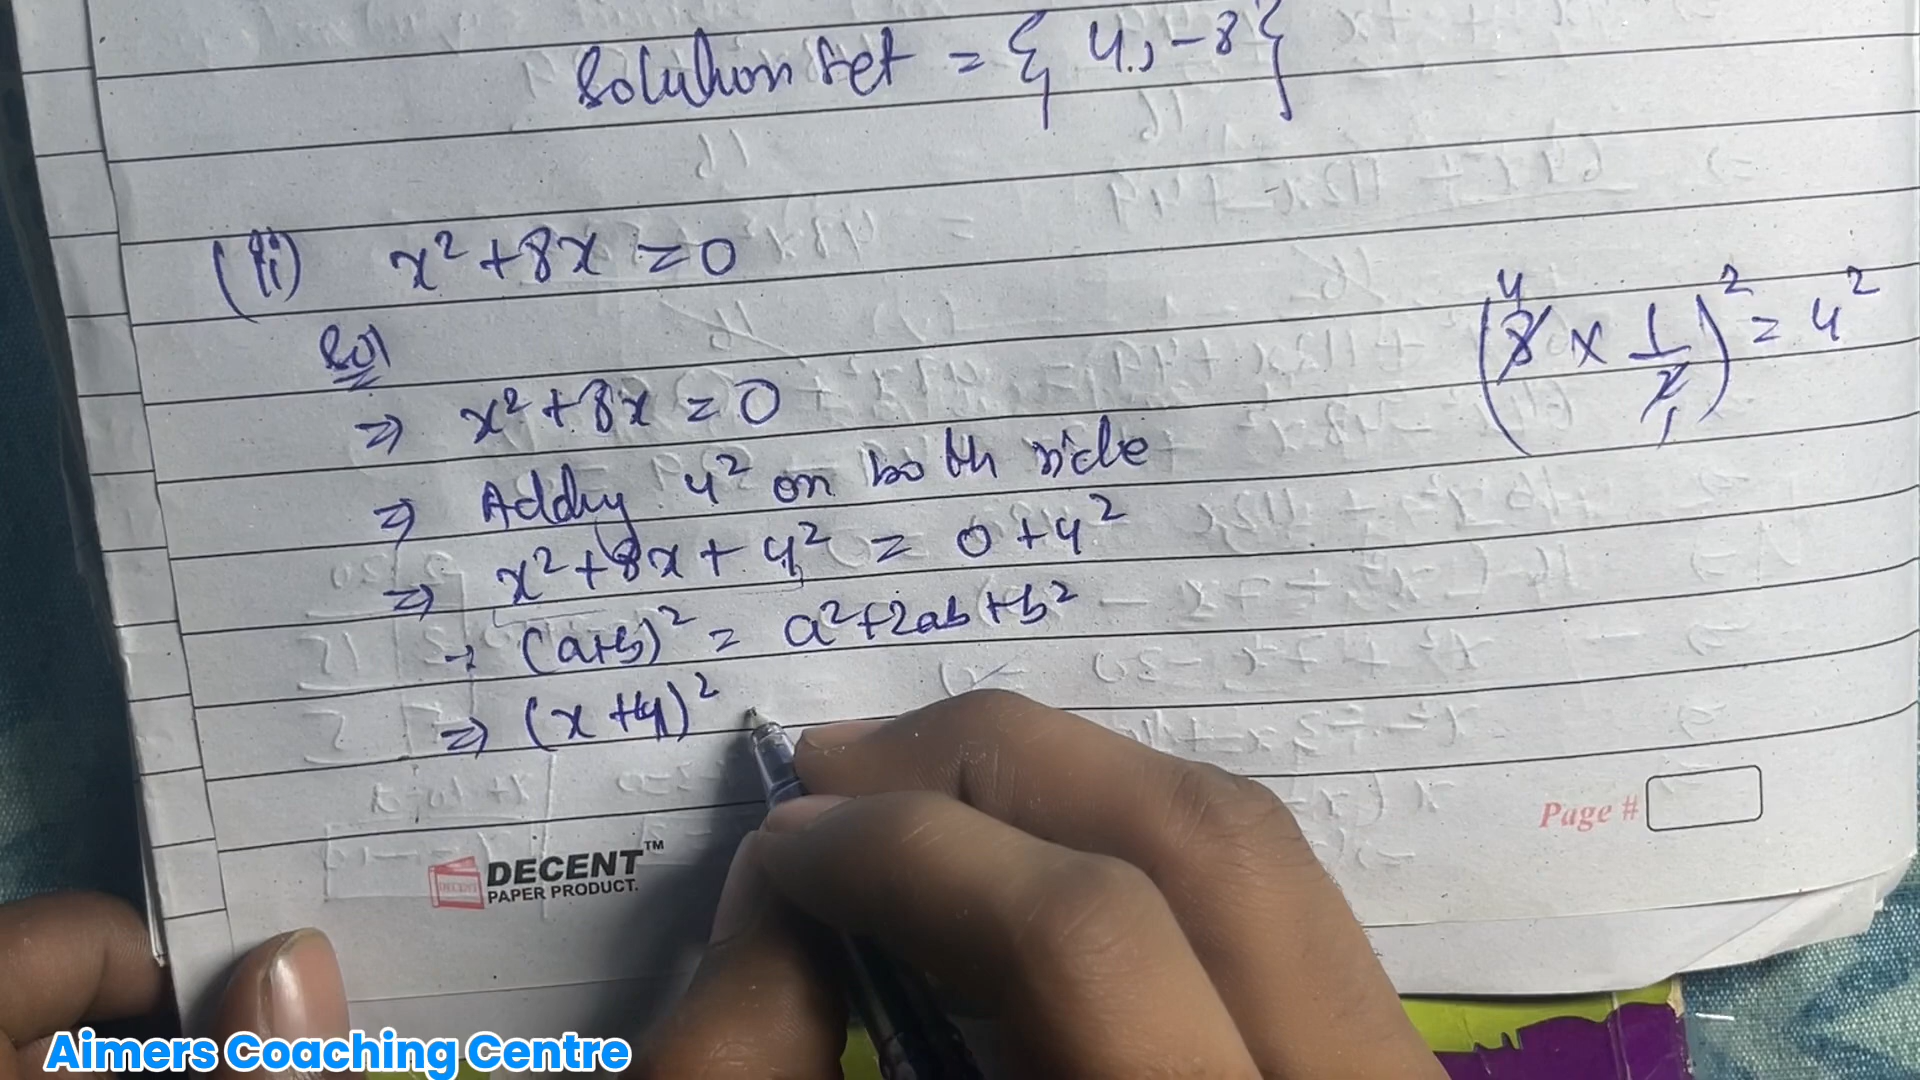 Solution set = { 4, -8 }
(ii) x² + 8x = 0
(8 × 1/2)² = 4²
4
1
Sol
⇒ x² + 8x = 0
⇒ Adding 4² on both side
⇒ x² + 8x + 4² = 0 + 4²
→ (a+b)² = a² + 2ab + b²
⇒ (x + 4)²
Page #
DECENT™
PAPER PRODUCT.
Aimers Coaching Centre